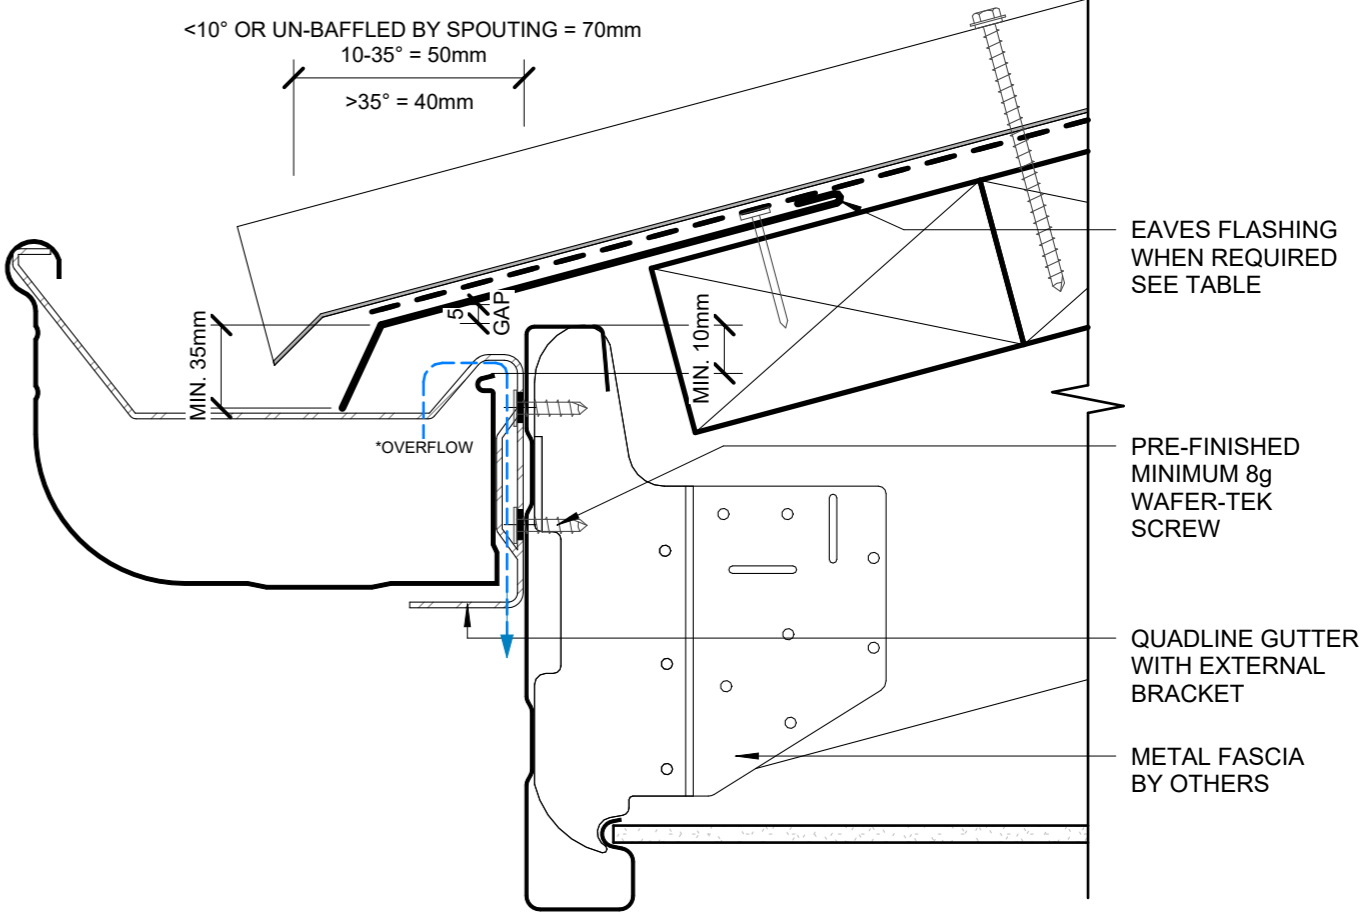 <10° OR UN-BAFFLED BY SPOUTING = 70mm
10-35° = 50mm
>35° = 40mm
MIN. 35mm
5
GAP
MIN. 10mm
*OVERFLOW
EAVES FLASHING
WHEN REQUIRED
SEE TABLE
PRE-FINISHED
MINIMUM 8g
WAFER-TEK
SCREW
QUADLINE GUTTER
WITH EXTERNAL
BRACKET
METAL FASCIA
BY OTHERS